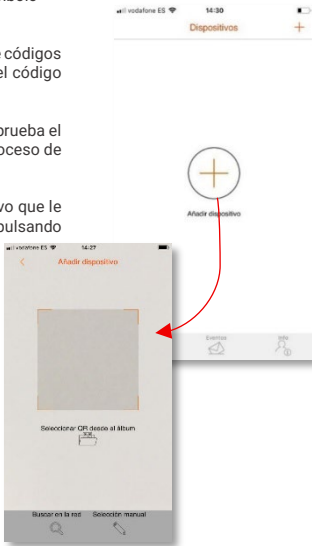 códigos
el código
prueba el
oceso de
vo que le
pulsando
vodafone ES 14:30
Dispositivos
+
Añadir dispositivo
Eventos Info
vodafone ES 14:27
< Añadir dispositivo
Seleccionar QR desde el álbum
Buscar en la red Selección manual